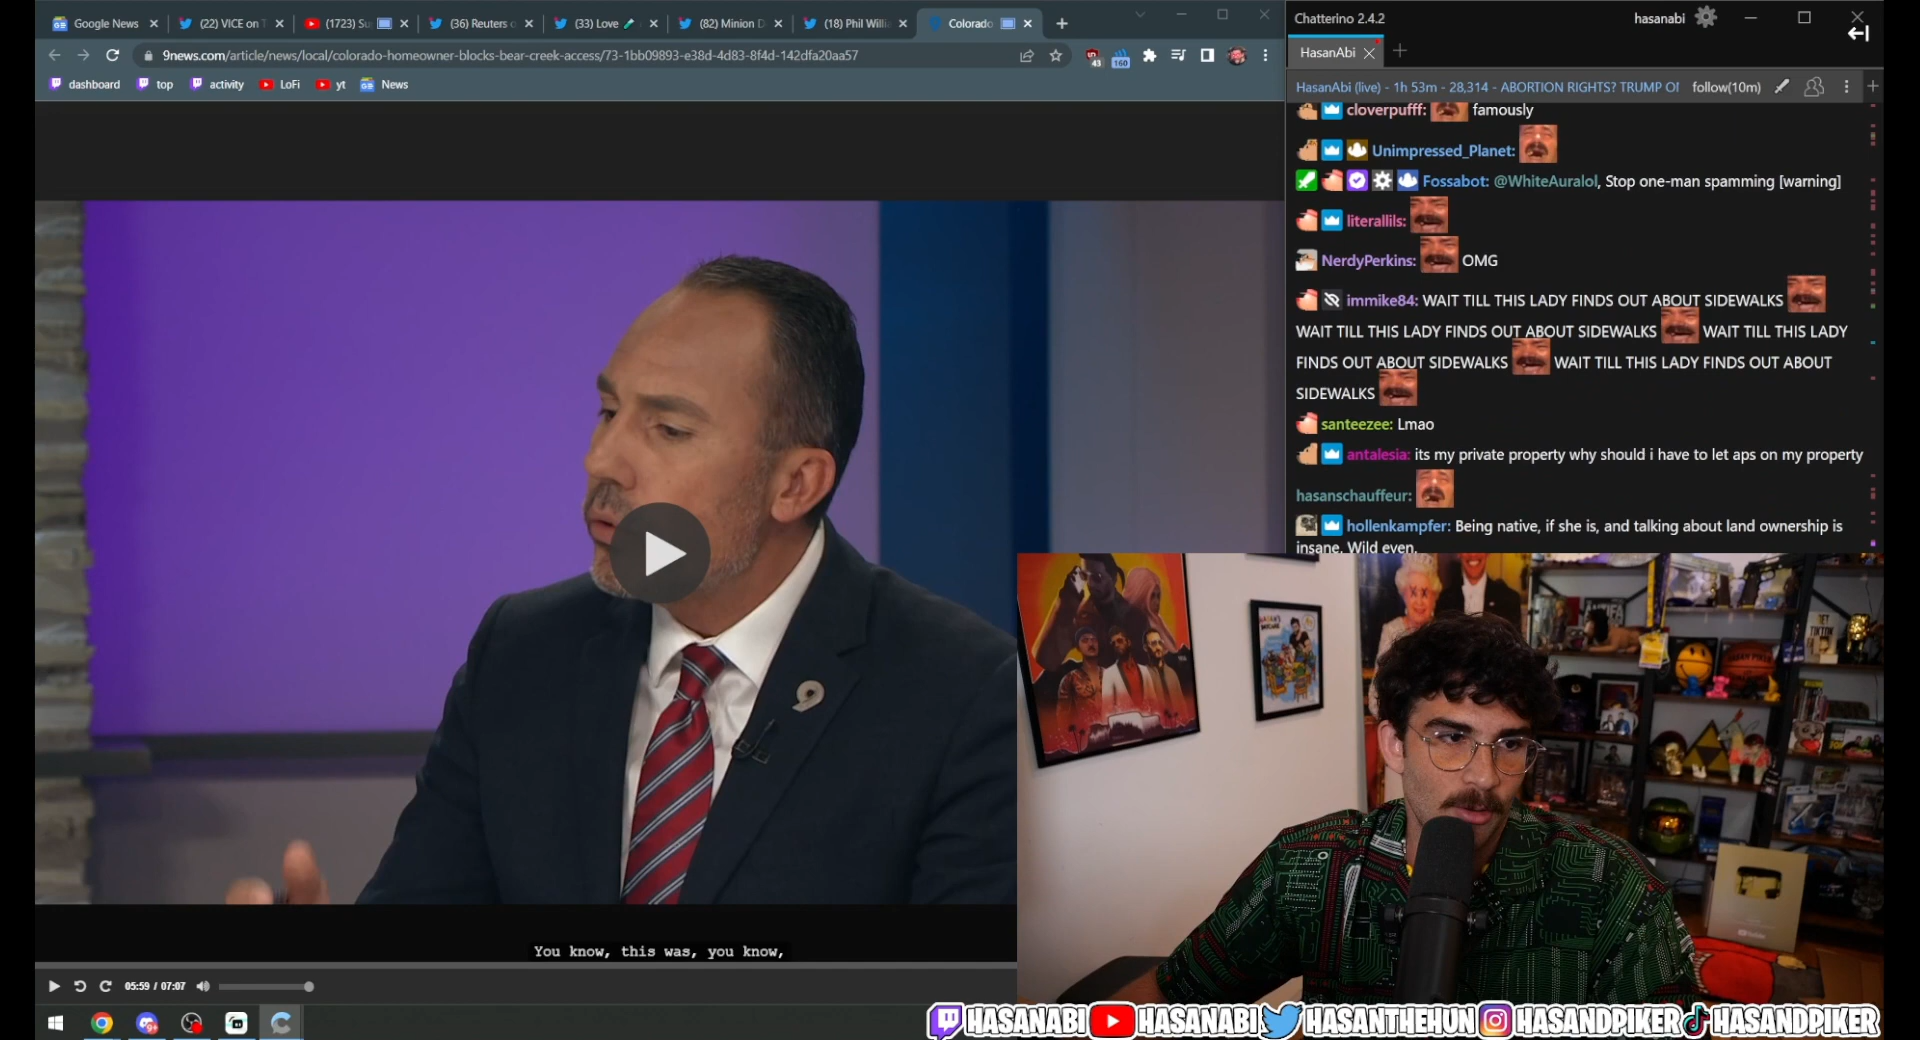 Google News
(22) VICE on T
(1723) Su
(36) Reuters o
(33) Love
(82) Minion D
(18) Phil Willia
Colorado
9news.com/article/news/local/colorado-homeowner-blocks-bear-creek-access/73-1bb09893-e38d-4d83-8f4d-142dfa20aa57
43
160
dashboard
top
activity
LoFi
yt
News
Chatterino 2.4.2
hasanabi
HasanAbi
HasanAbi (live) - 1h 53m - 28,314 - ABORTION RIGHTS? TRUMP OI
follow(10m)
cloverpufff: famously
Unimpressed_Planet:
Fossabot: @WhiteAuralol, Stop one-man spamming [warning]
literallils:
NerdyPerkins: OMG
immike84: WAIT TILL THIS LADY FINDS OUT ABOUT SIDEWALKS
WAIT TILL THIS LADY FINDS OUT ABOUT SIDEWALKS WAIT TILL THIS LADY
FINDS OUT ABOUT SIDEWALKS WAIT TILL THIS LADY FINDS OUT ABOUT
SIDEWALKS
santeezee: Lmao
antalesia: its my private property why should i have to let aps on my property
hasanschauffeur:
hollenkampfer: Being native, if she is, and talking about land ownership is
insane. Wild even.
9
You know, this was, you know,
05:59 / 07:07
HASANABI
HASANABI
HASANTHEHUN
HASANDPIKER
HASANDPIKER